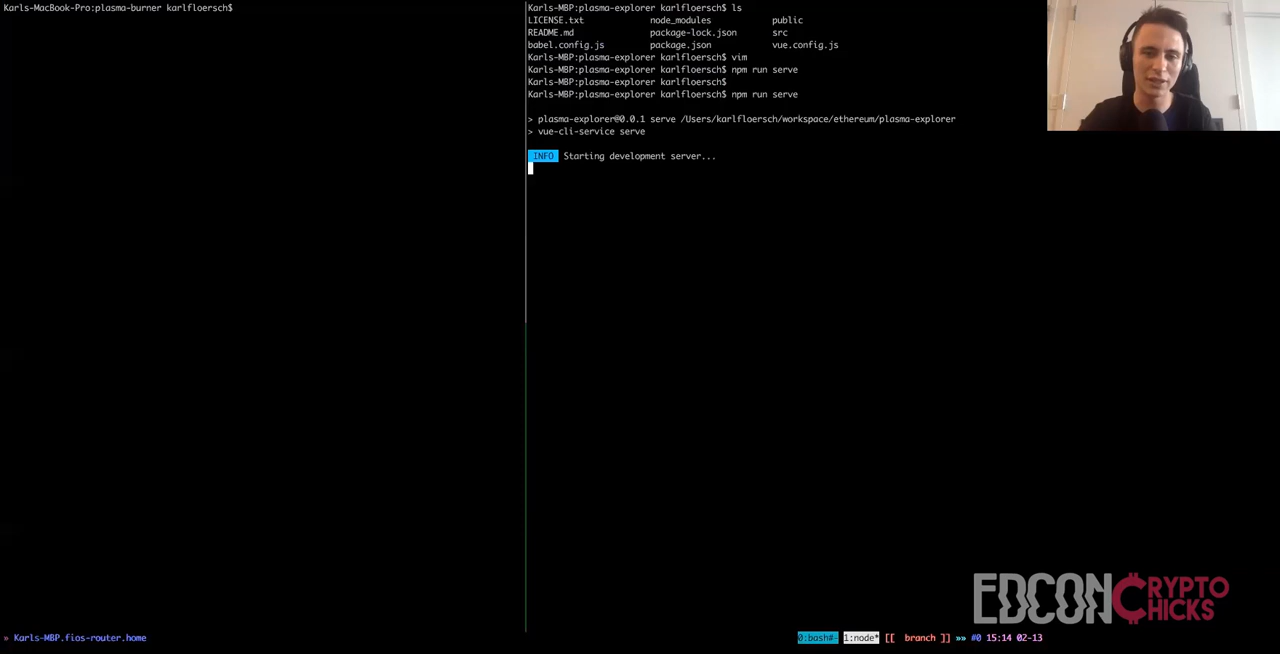 Karls-MacBook-Pro:plasma-burner karlfloersch$
Karls-MBP:plasma-explorer karlfloersch$ ls
LICENSE.txt node_modules public
README.md package-lock.json src
babel.config.js package.json vue.config.js
Karls-MBP:plasma-explorer karlfloersch$ vim
Karls-MBP:plasma-explorer karlfloersch$ npm run serve
Karls-MBP:plasma-explorer karlfloersch$
Karls-MBP:plasma-explorer karlfloersch$ npm run serve
> plasma-explorer@0.0.1 serve /Users/karlfloersch/workspace/ethereum/plasma-explorer
> vue-cli-service serve
INFO Starting development server...
EDCON CRYPTO CHICKS
» Karls-MBP.fios-router.home
0:bash#- 1:node* [[ branch ]] »» #0 15:14 02-13